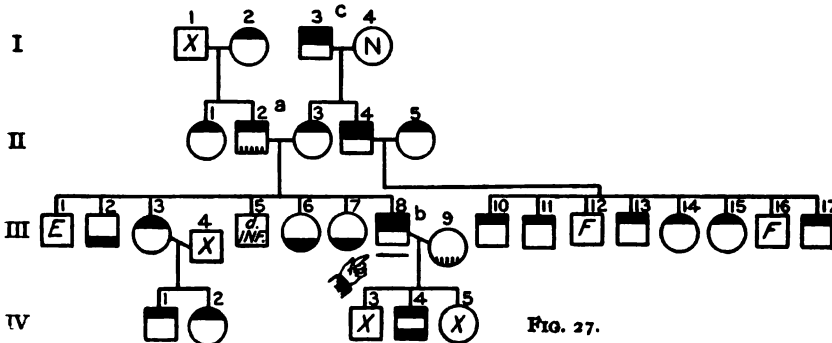 1 2 3 c 4
I X N
1 2 a 3 4 5
II
1 2 3 4 5 6 7 8 b 9 10 11 12 13 14 15 16 17
III E X d. INF. F F
1 2 3 4 5
IV X X FIG. 27.